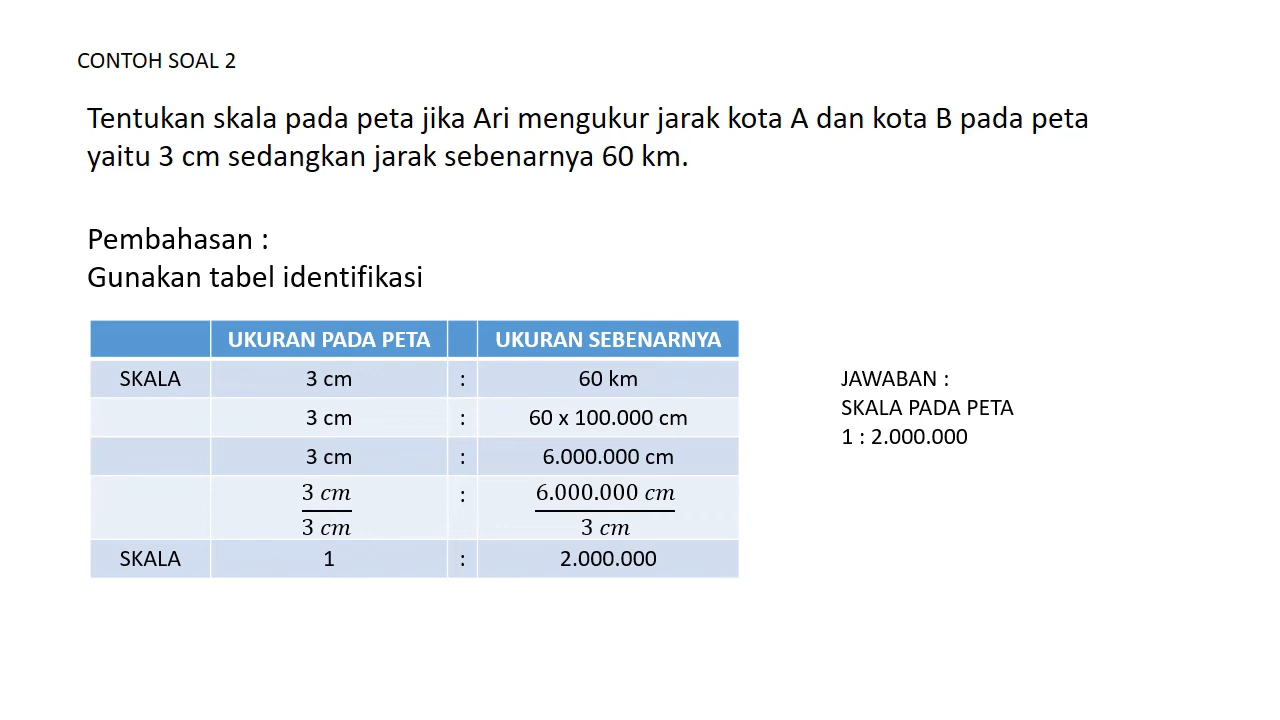 CONTOH SOAL 2
Tentukan skala pada peta jika Ari mengukur jarak kota A dan kota B pada peta
yaitu 3 cm sedangkan jarak sebenarnya 60 km.
Pembahasan :
Gunakan tabel identifikasi
UKURAN PADA PETA UKURAN SEBENARNYA
SKALA 3 cm : 60 km
3 cm : 60 x 100.000 cm
3 cm : 6.000.000 cm
3 cm : 6.000.000 cm
3 cm 3 cm
SKALA 1 : 2.000.000
JAWABAN :
SKALA PADA PETA
1 : 2.000.000